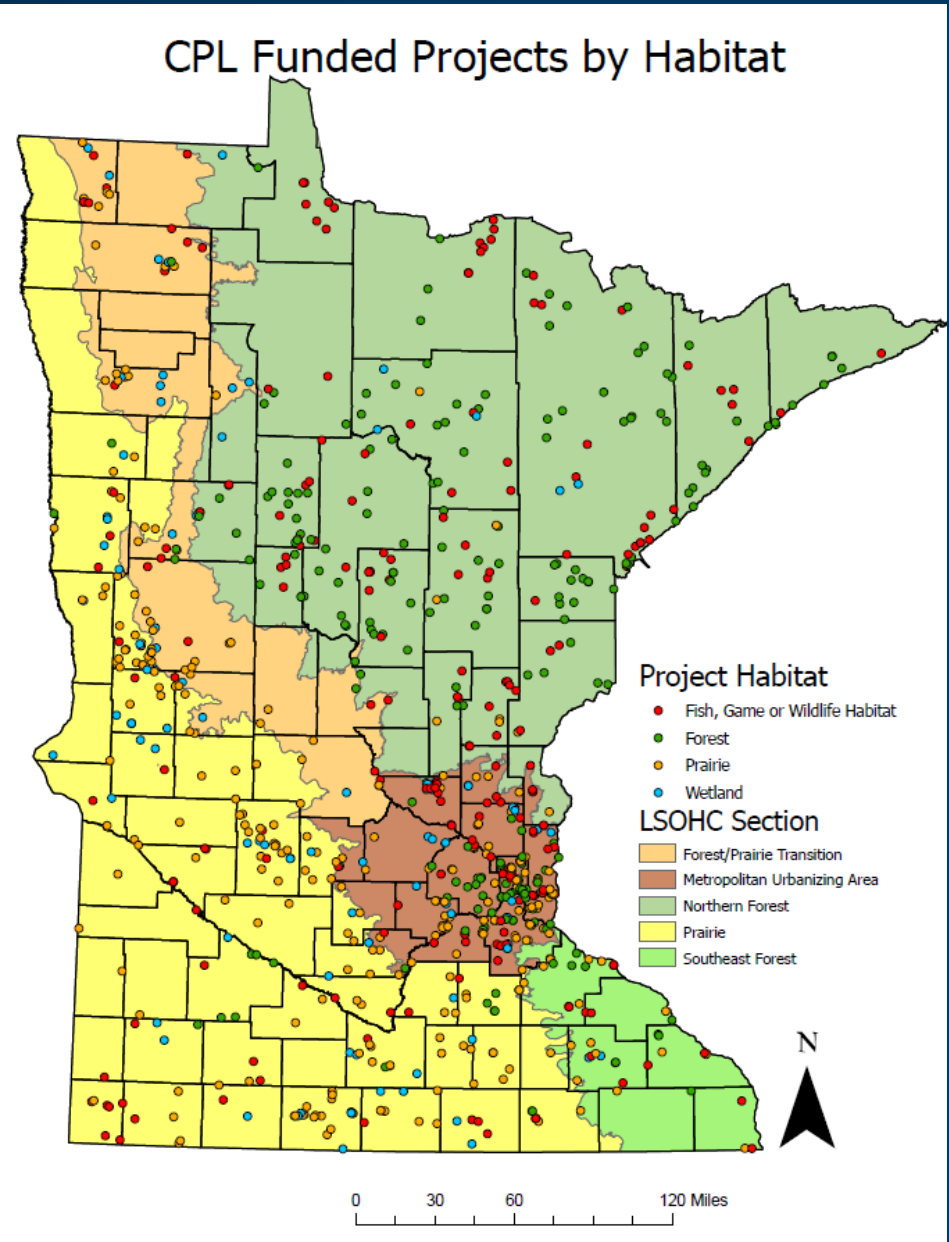 CPL Funded Projects by Habitat
Project Habitat
Fish, Game or Wildlife Habitat
Forest
Prairie
Wetland
LSOHC Section
Forest/Prairie Transition
Metropolitan Urbanizing Area
Northern Forest
Prairie
Southeast Forest
N
0 30 60 120 Miles